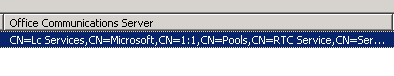 Office Communications Server
CN=Lc Services,CN=Microsoft,CN=1:1,CN=Pools,CN=RTC Service,CN=Ser...